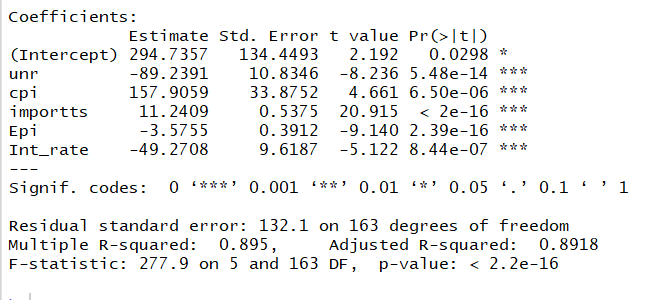 Coefficients:
Estimate Std. Error t value Pr(>|t|)
(Intercept) 294.7357 134.4493 2.192 0.0298 *
unr -89.2391 10.8346 -8.236 5.48e-14 ***
cpi 157.9059 33.8752 4.661 6.50e-06 ***
importts 11.2409 0.5375 20.915 < 2e-16 ***
Epi -3.5755 0.3912 -9.140 2.39e-16 ***
Int_rate -49.2708 9.6187 -5.122 8.44e-07 ***
---
Signif. codes: 0 ‘***’ 0.001 ‘**’ 0.01 ‘*’ 0.05 ‘.’ 0.1 ‘ ’ 1
Residual standard error: 132.1 on 163 degrees of freedom
Multiple R-squared: 0.895, Adjusted R-squared: 0.8918
F-statistic: 277.9 on 5 and 163 DF, p-value: < 2.2e-16